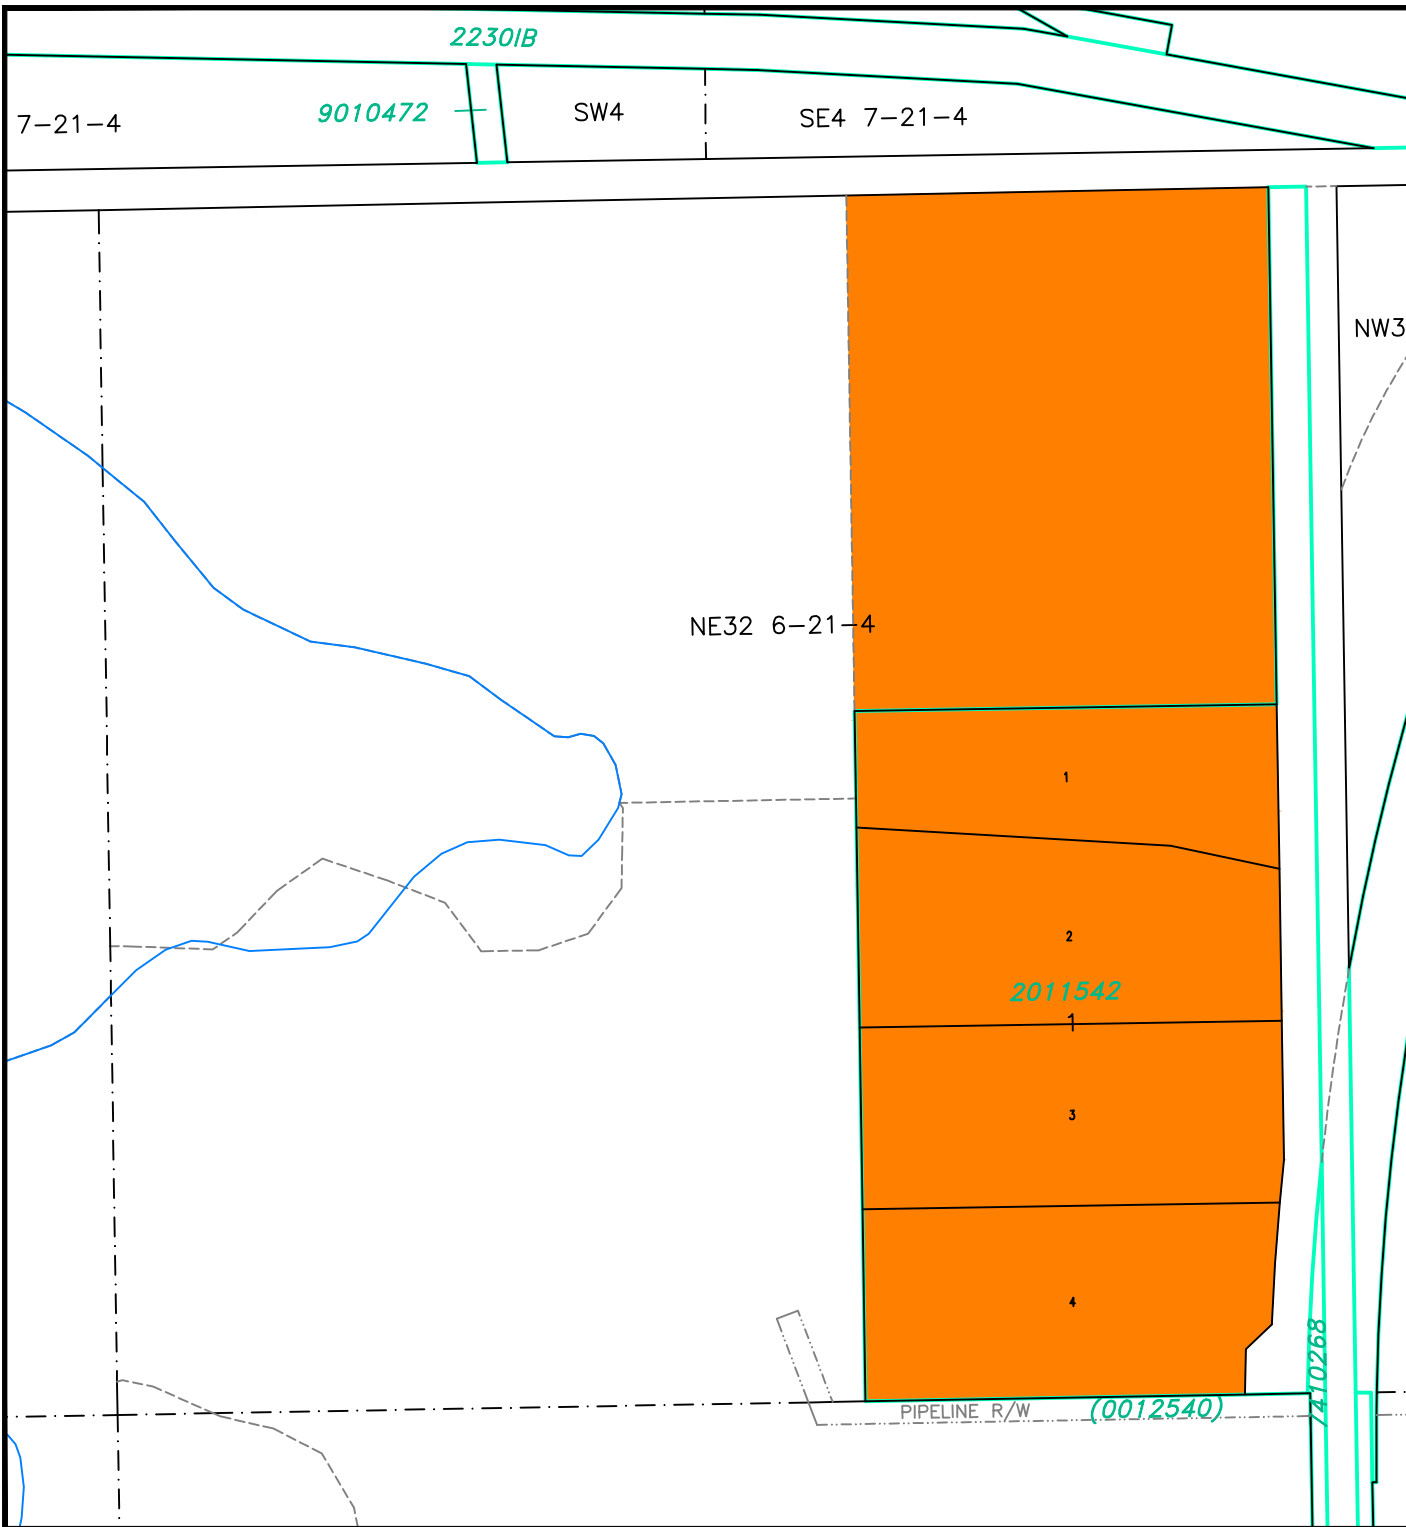 2230IB
9010472
SW4
SE4 7-21-4
7-21-4
NW3
NE32 6-21-4
1
2
2011542
1
3
4
7410268
PIPELINE R/W
(0012540)